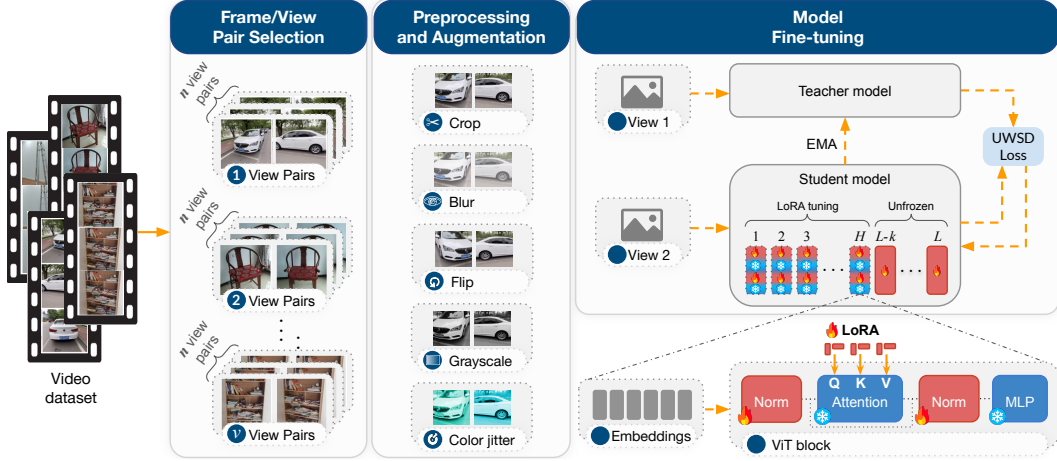 Frame/View
Pair Selection
Preprocessing
and Augmentation
Model
Fine-tuning
Video
dataset
n view
pairs
1 View Pairs
n view
pairs
2 View Pairs
n view
pairs
v View Pairs
Crop
Blur
Flip
Grayscale
Color jitter
View 1
Teacher model
EMA
UWSD
Loss
View 2
Student model
LoRA tuning
Unfrozen
1 2 3 H L-k L
LoRA
Q K V
Norm
Attention
Norm
MLP
Embeddings
ViT block